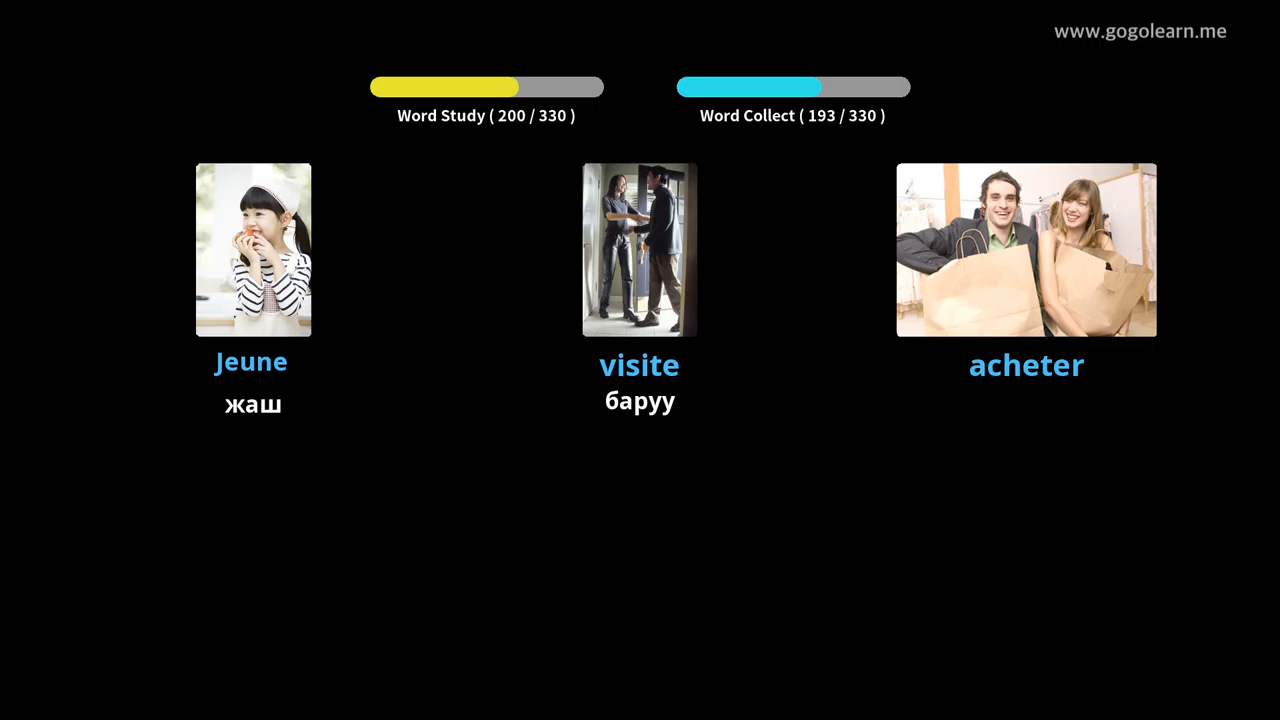 www.gogolearn.me
Word Study ( 200 / 330 )
Word Collect ( 193 / 330 )
Jeune
visite
acheter
жаш
баруу